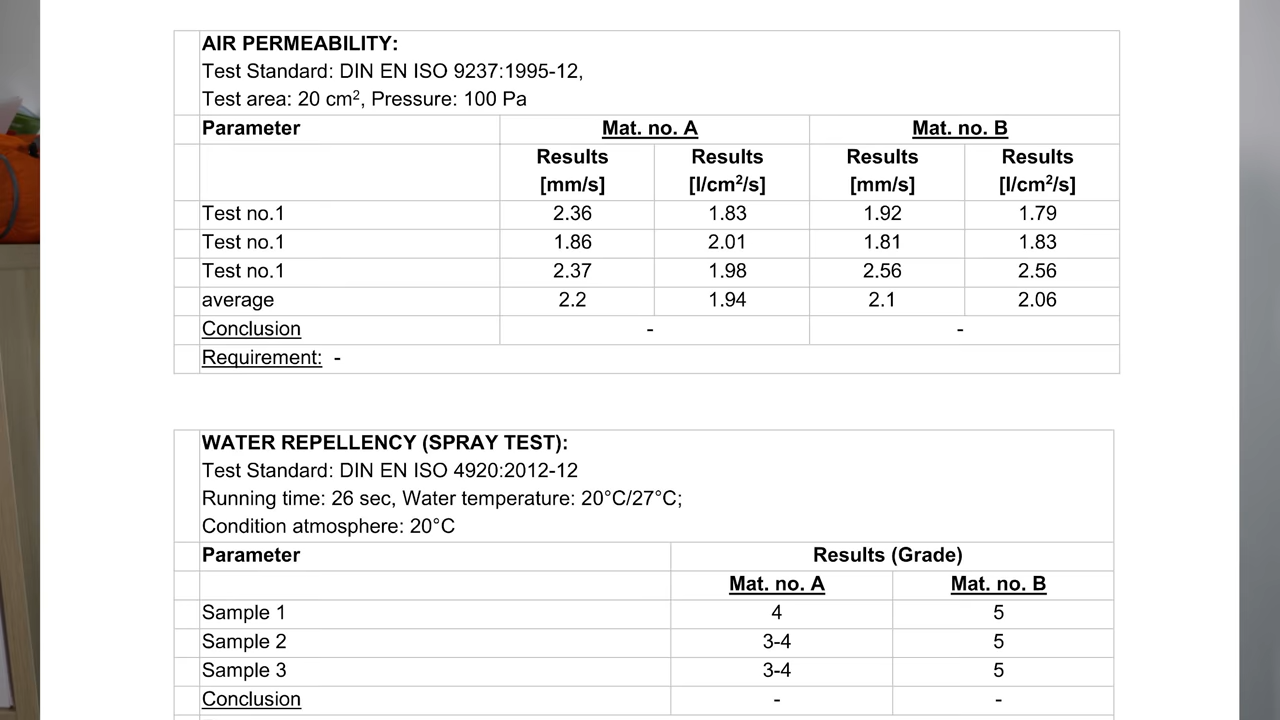 AIR PERMEABILITY:
Test Standard: DIN EN ISO 9237:1995-12,
Test area: 20 cm², Pressure: 100 Pa
Parameter Mat. no. A Mat. no. B
Results Results Results Results
[mm/s] [l/cm²/s] [mm/s] [l/cm²/s]
Test no.1 2.36 1.83 1.92 1.79
Test no.1 1.86 2.01 1.81 1.83
Test no.1 2.37 1.98 2.56 2.56
average 2.2 1.94 2.1 2.06
Conclusion - -
Requirement: -
WATER REPELLENCY (SPRAY TEST):
Test Standard: DIN EN ISO 4920:2012-12
Running time: 26 sec, Water temperature: 20°C/27°C;
Condition atmosphere: 20°C
Parameter Results (Grade)
Mat. no. A Mat. no. B
Sample 1 4 5
Sample 2 3-4 5
Sample 3 3-4 5
Conclusion - -